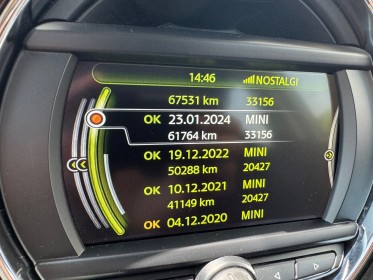 14:46 NOSTALGI
67531 km 33156
OK 23.01.2024 MINI
61764 km 33156
OK 19.12.2022 MINI
50288 km 20427
OK 10.12.2021 MINI
41149 km 20427
OK 04.12.2020 MINI